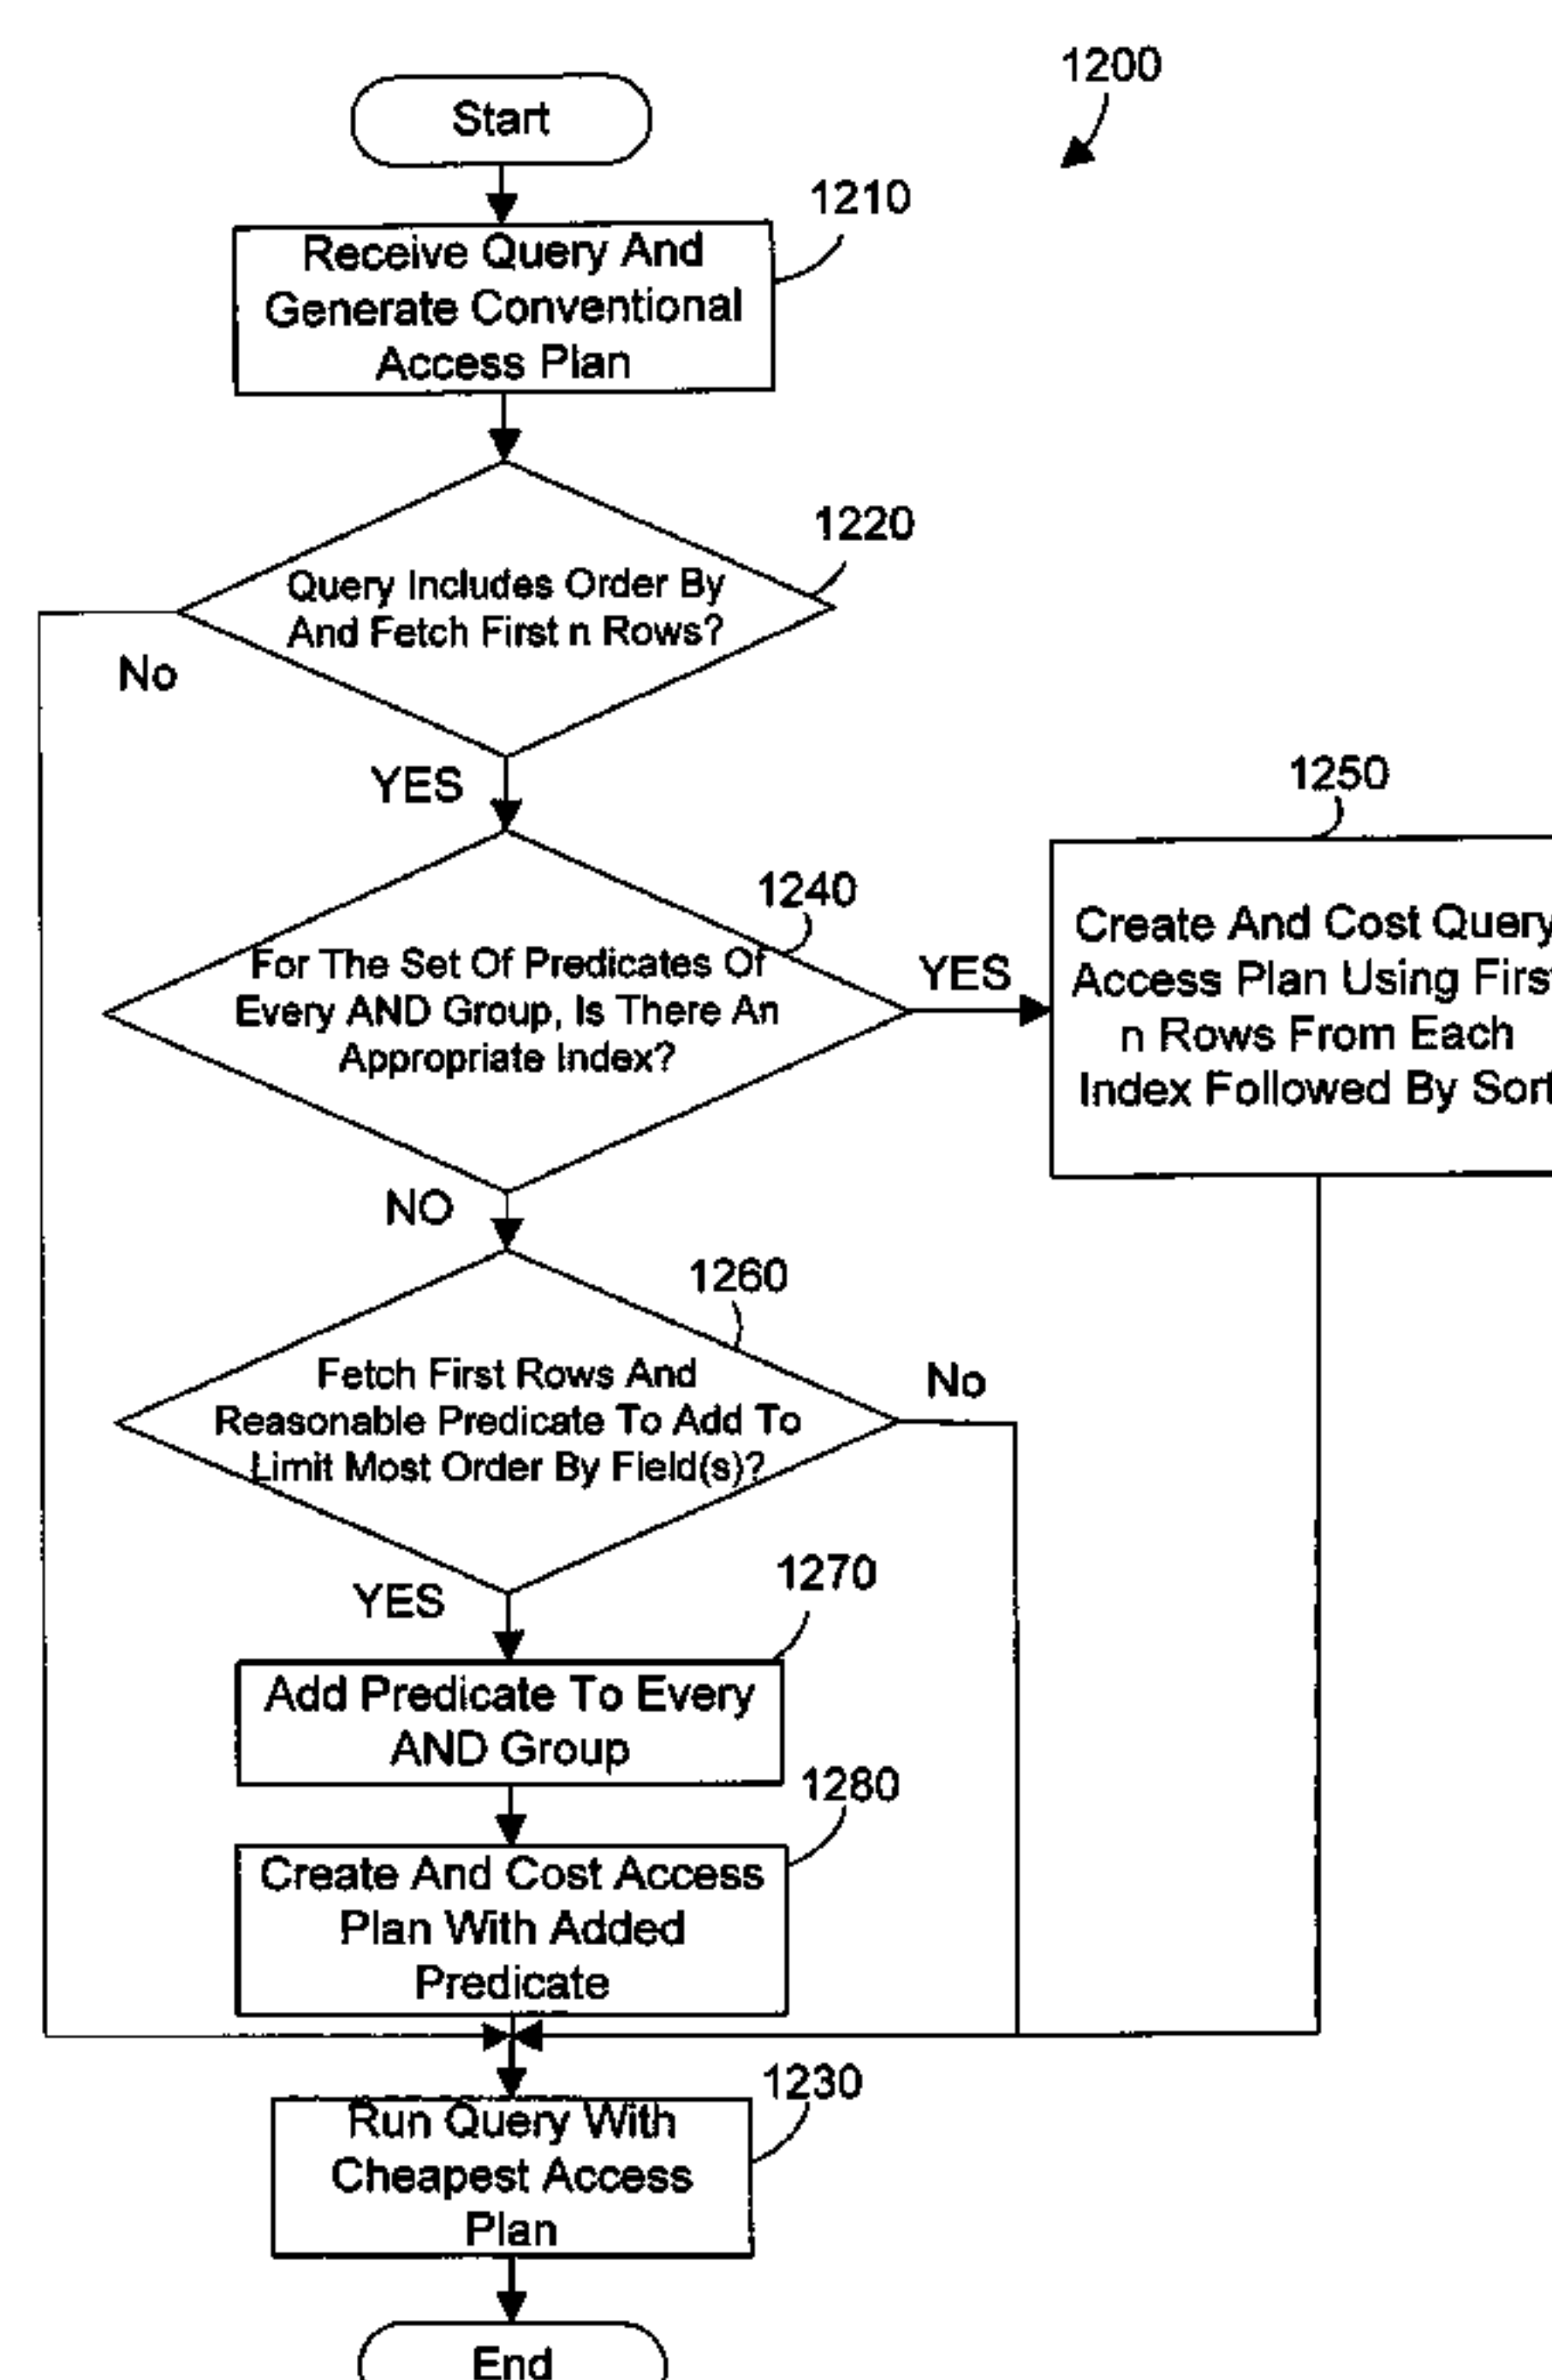 1200
Start
1210
Receive Query And
Generate Conventional
Access Plan
1220
Query Includes Order By
And Fetch First n Rows?
No
YES
1250
1240
For The Set Of Predicates Of
Every AND Group, Is There An
Appropriate Index?
YES
Create And Cost Query
Access Plan Using First
n Rows From Each
Index Followed By Sort
NO
1260
Fetch First Rows And
Reasonable Predicate To Add To
Limit Most Order By Field(s)?
No
YES
1270
Add Predicate To Every
AND Group
1280
Create And Cost Access
Plan With Added
Predicate
1230
Run Query With
Cheapest Access
Plan
End